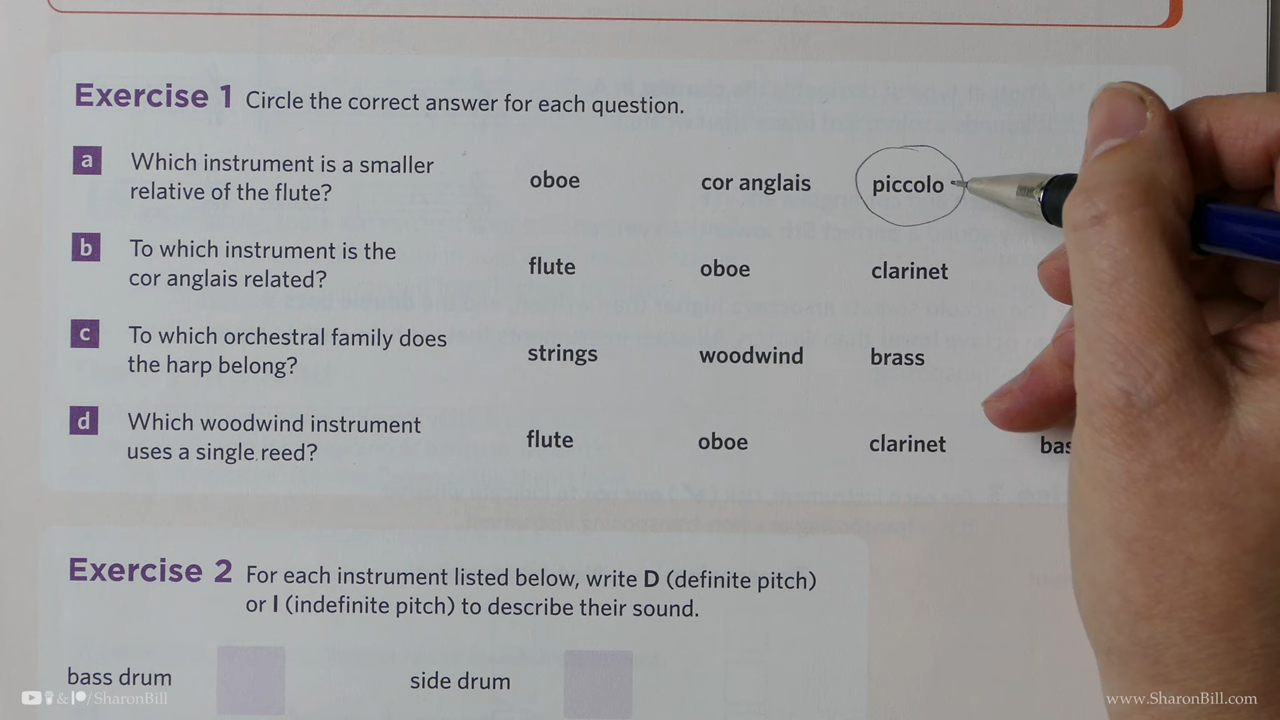 Exercise 1 Circle the correct answer for each question.
a Which instrument is a smaller
relative of the flute?
oboe cor anglais piccolo
b To which instrument is the
cor anglais related?
flute oboe clarinet
c To which orchestral family does
the harp belong?
strings woodwind brass
d Which woodwind instrument
uses a single reed?
flute oboe clarinet
Exercise 2 For each instrument listed below, write D (definite pitch)
or I (indefinite pitch) to describe their sound.
bass drum side drum
& /SharonBill
www.SharonBill.com